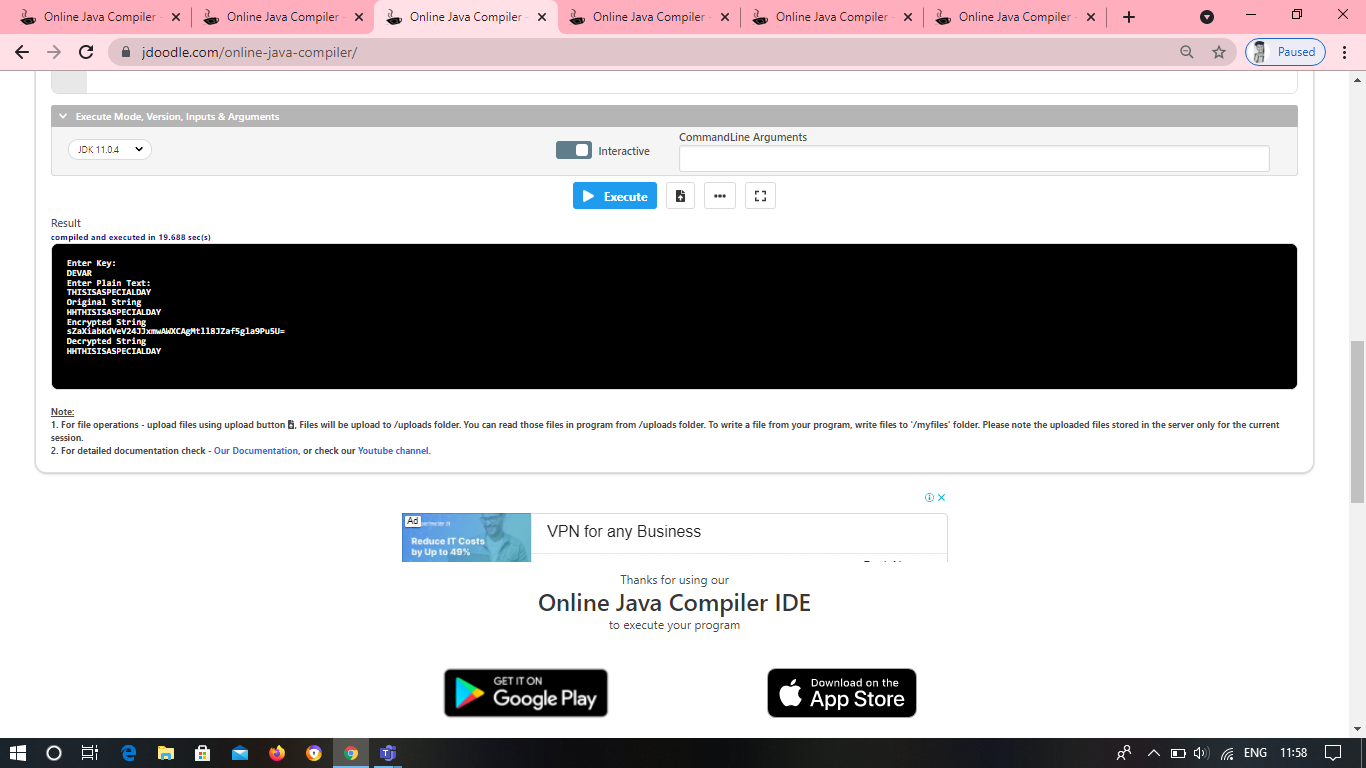 Online Java Compiler
Online Java Compiler
Online Java Compiler
Online Java Compiler
Online Java Compiler
Online Java Compiler
jdoodle.com/online-java-compiler/
Paused
Execute Mode, Version, Inputs & Arguments
JDK 11.0.4
Interactive
CommandLine Arguments
Execute
Result
compiled and executed in 19.688 sec(s)
Enter Key:
DEVAR
Enter Plain Text:
THISISASPECIALDAY
Original String
HHTHISISASPECIALDAY
Encrypted String
Decrypted String
HHTHISISASPECIALDAY
Note:
1. For file operations - upload files using upload button , Files will be upload to /uploads folder. You can read those files in program from /uploads folder. To write a file from your program, write files to '/myfiles' folder. Please note the uploaded files stored in the server only for the current
session.
2. For detailed documentation check - Our Documentation, or check our Youtube channel.
Ad
Reduce IT Costs
by Up to 49%
VPN for any Business
Thanks for using our
Online Java Compiler IDE
to execute your program
GET IT ON
Google Play
Download on the
App Store
ENG
11:58